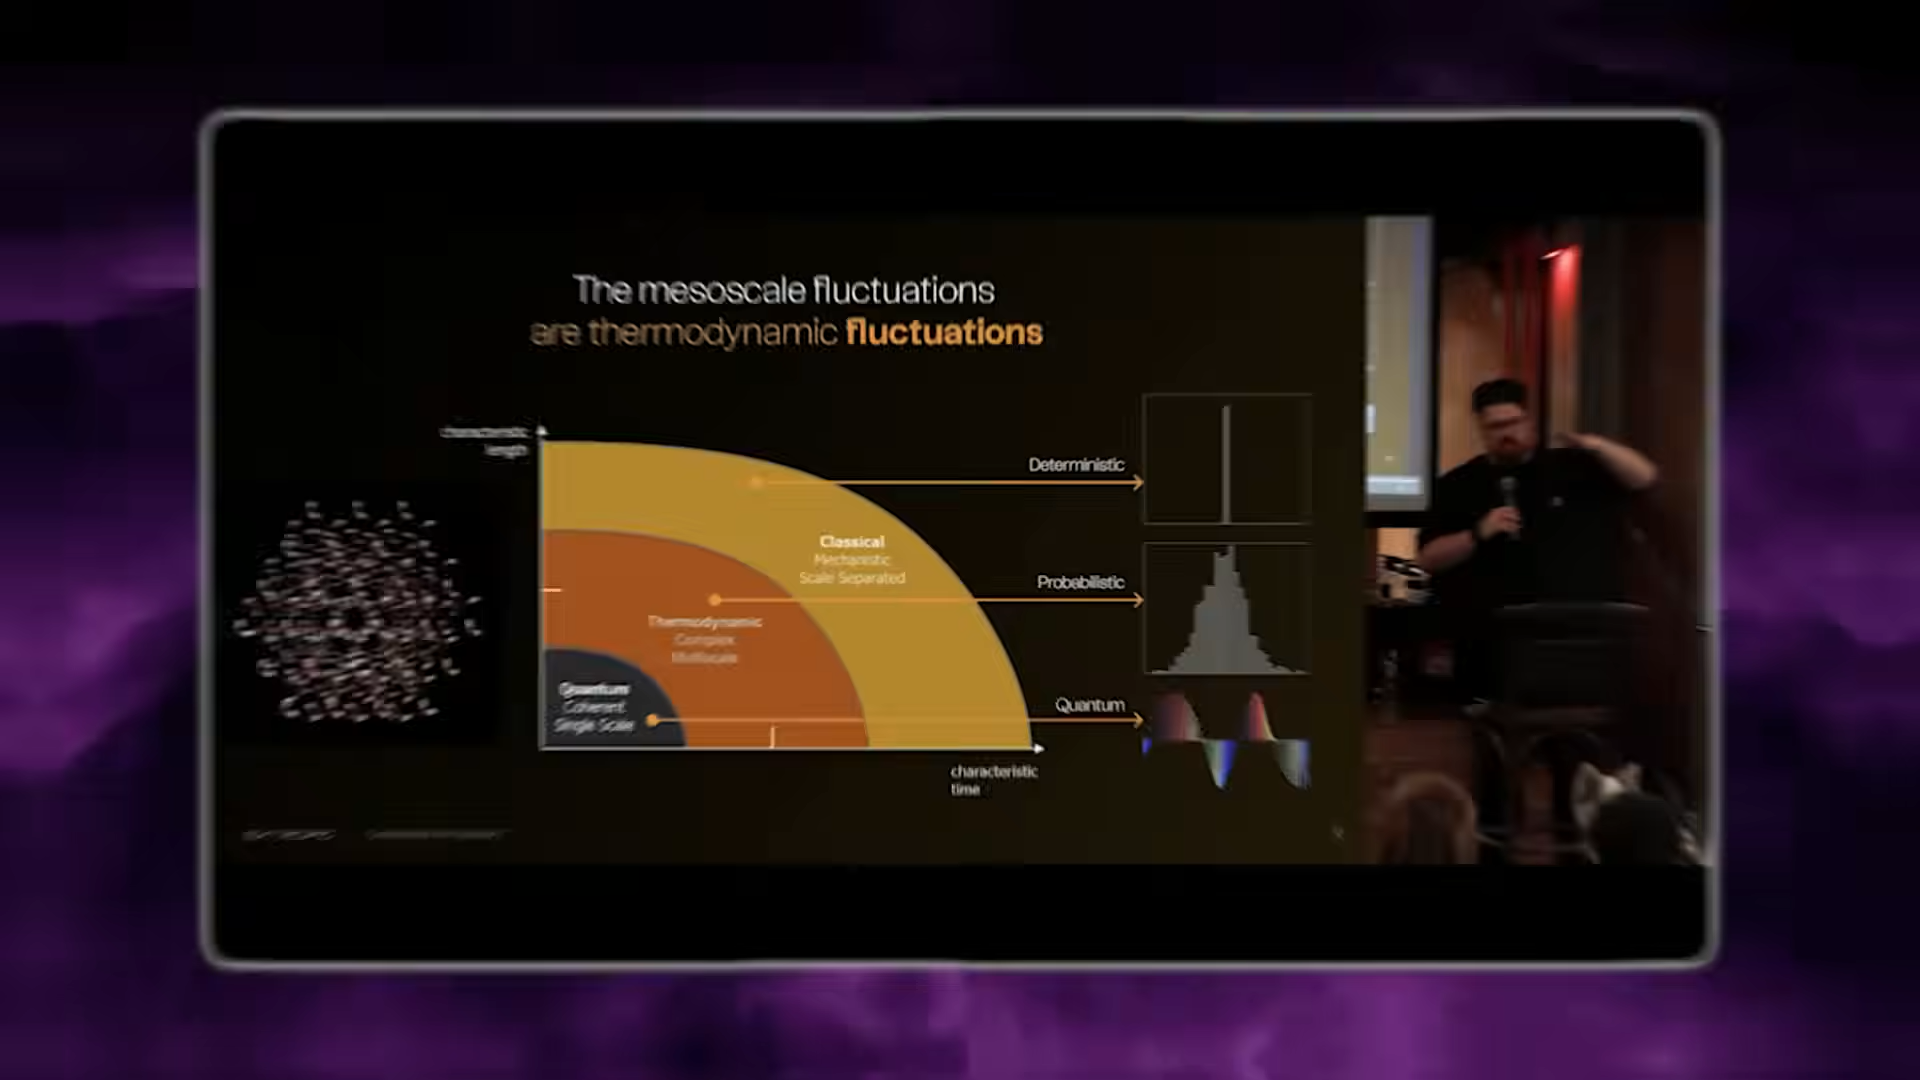 The mesoscale fluctuations
are thermodynamic fluctuations
characteristic
length
Deterministic
Classical
Mechanistic
Scale Separated
Probabilistic
Thermodynamic
Complex
Multiscale
Quantum
Coherent
Single Scale
Quantum
characteristic
time